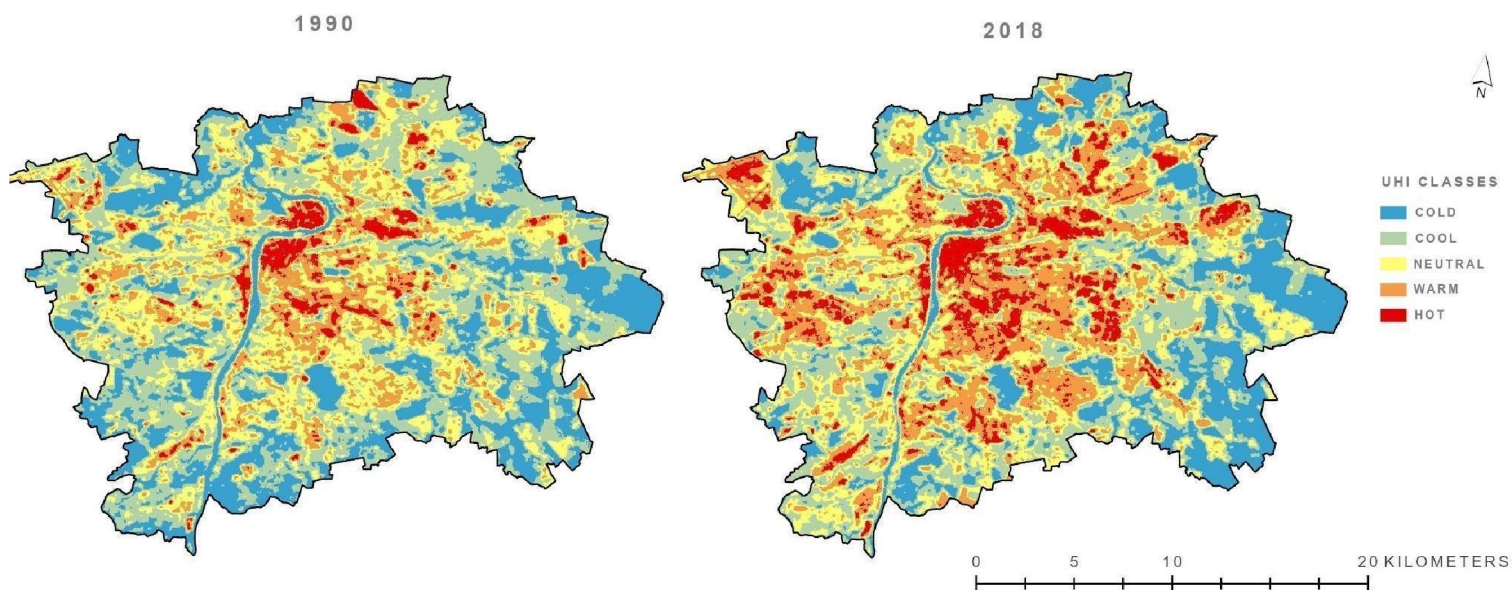 1990
2018
N
UHI CLASSES
COLD
COOL
NEUTRAL
WARM
HOT
0 5 10 20 KILOMETERS